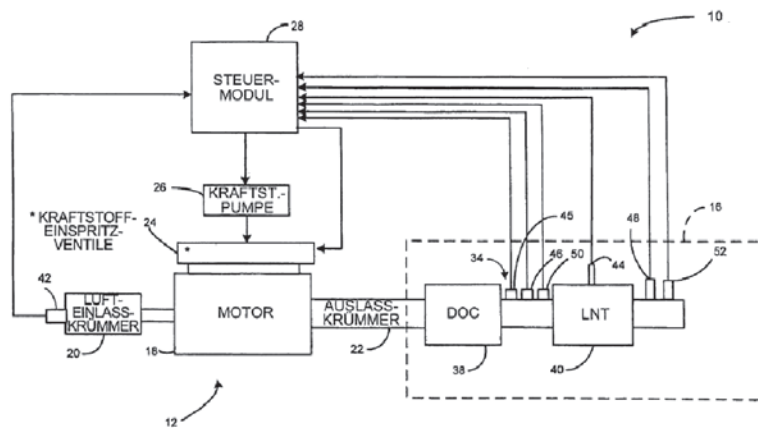 28
10
STEUER-
MODUL
26
KRAFTST.-
PUMPE
* KRAFTSTOFF-
EINSPRITZ-
VENTILE
24
*
16
45
48
34
46
50
44
52
42
LUFT-
EINLASS-
KRÜMMER
MOTOR
AUSLASS-
KRÜMMER
DOC
LNT
20
18
22
38
40
12